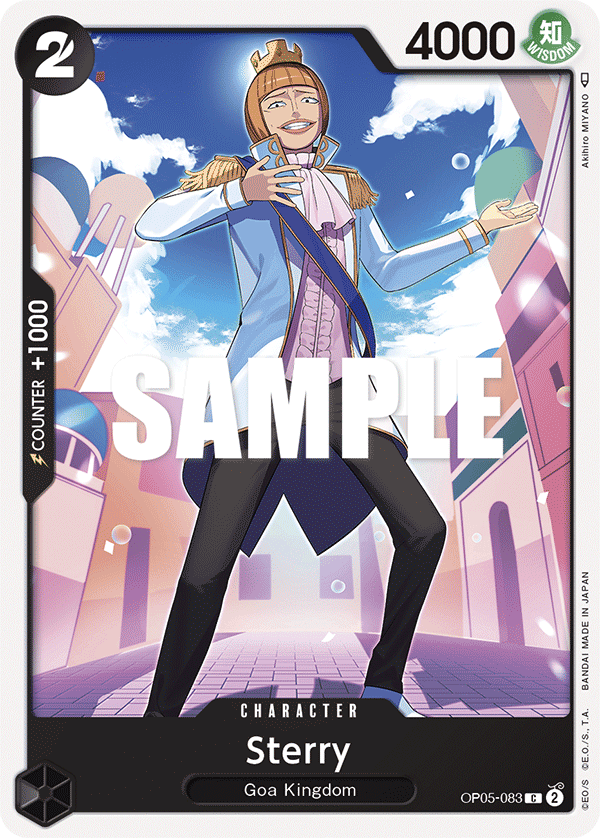 2
4000
知
WISDOM
Akihiro MIYANO
COUNTER +1000
SAMPLE
BANDAI MADE IN JAPAN
©EO/S ©E.O./S., T.A.
CHARACTER
Sterry
Goa Kingdom
OP05-083 C 2